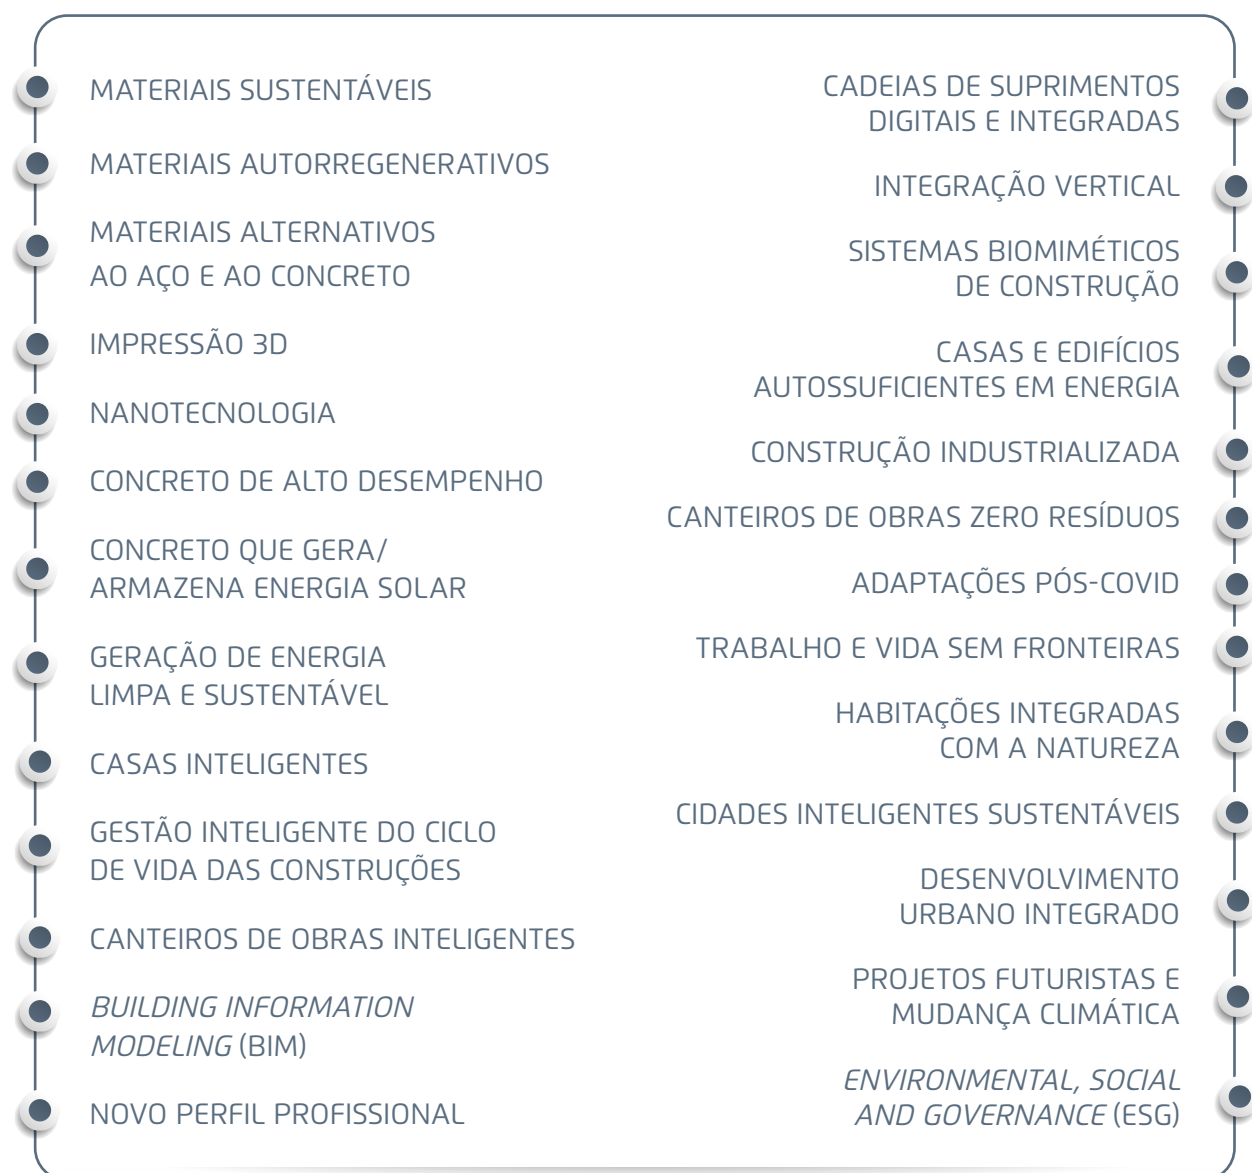 MATERIAIS SUSTENTÁVEIS
MATERIAIS AUTORREGENERATIVOS
MATERIAIS ALTERNATIVOS
AO AÇO E AO CONCRETO
IMPRESSÃO 3D
NANOTECNOLOGIA
CONCRETO DE ALTO DESEMPENHO
CONCRETO QUE GERA/
ARMAZENA ENERGIA SOLAR
GERAÇÃO DE ENERGIA
LIMPA E SUSTENTÁVEL
CASAS INTELIGENTES
GESTÃO INTELIGENTE DO CICLO
DE VIDA DAS CONSTRUÇÕES
CANTEIROS DE OBRAS INTELIGENTES
BUILDING INFORMATION
MODELING (BIM)
NOVO PERFIL PROFISSIONAL
CADEIAS DE SUPRIMENTOS
DIGITAIS E INTEGRADAS
INTEGRAÇÃO VERTICAL
SISTEMAS BIOMIMÉTICOS
DE CONSTRUÇÃO
CASAS E EDIFÍCIOS
AUTOSSUFICIENTES EM ENERGIA
CONSTRUÇÃO INDUSTRIALIZADA
CANTEIROS DE OBRAS ZERO RESÍDUOS
ADAPTAÇÕES PÓS-COVID
TRABALHO E VIDA SEM FRONTEIRAS
HABITAÇÕES INTEGRADAS
COM A NATUREZA
CIDADES INTELIGENTES SUSTENTÁVEIS
DESENVOLVIMENTO
URBANO INTEGRADO
PROJETOS FUTURISTAS E
MUDANÇA CLIMÁTICA
ENVIRONMENTAL, SOCIAL
AND GOVERNANCE (ESG)